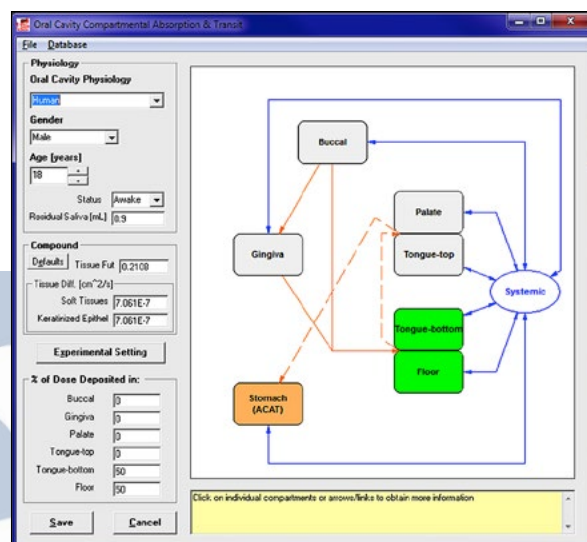 Oral Cavity Compartmental Absorption & Transit
File Database
Physiology
Oral Cavity Physiology
Human
Gender
Male
Age [years]
18
Status Awake
Residual Saliva [mL] 0.9
Compound
Defaults Tissue Fut 0.2108
Tissue Diff. [cm^2/s]
Soft Tissues 7.061E-7
Keratinized Epithel 7.061E-7
Experimental Setting
% of Dose Deposited in:
Buccal 0
Gingiva 0
Palate 0
Tongue-top 0
Tongue-bottom 50
Floor 50
Save Cancel
Buccal
Palate
Gingiva
Tongue-top
Systemic
Tongue-bottom
Floor
Stomach
(ACAT)
Click on individual compartments or arrows/links to obtain more information